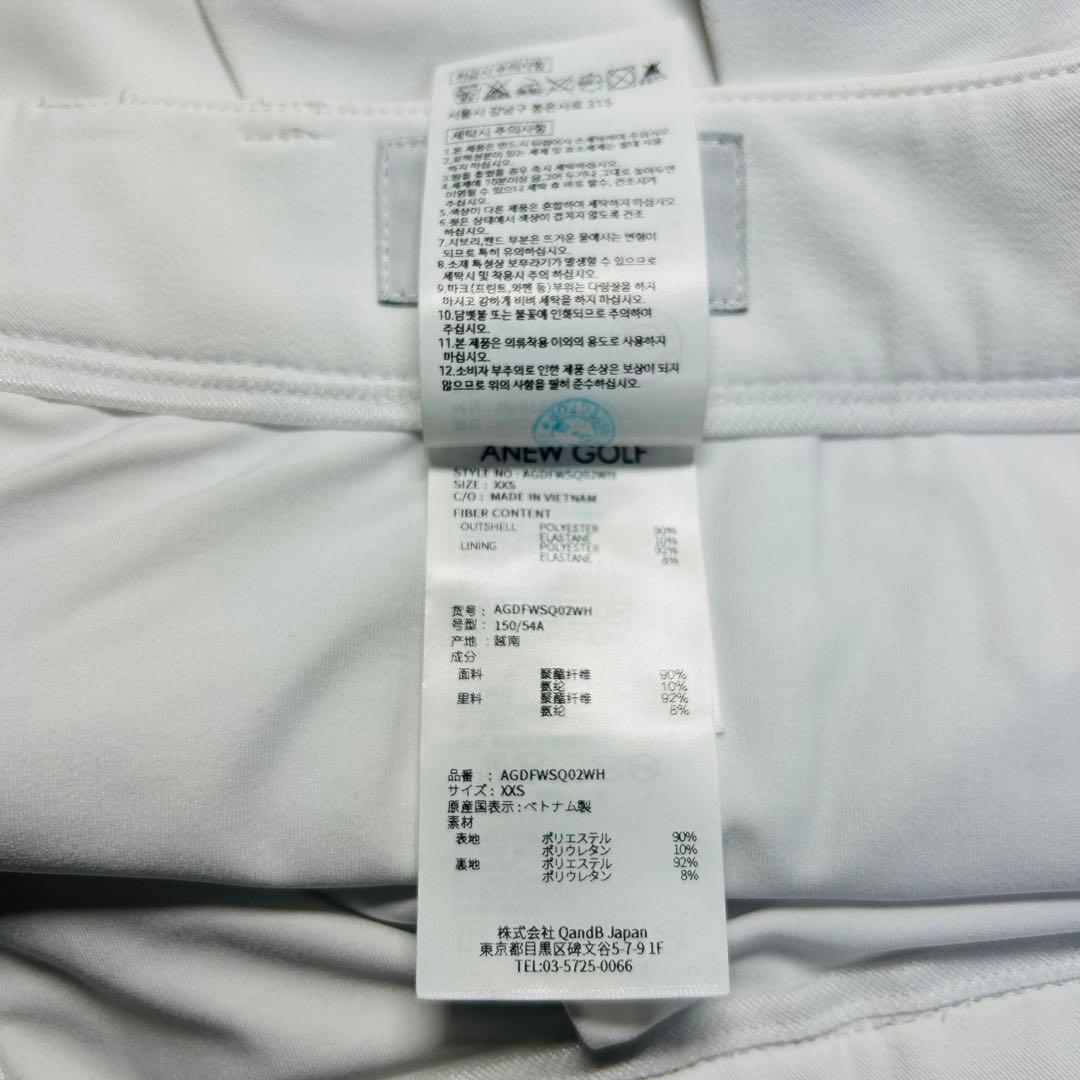 취급시 주의사항
서울시 강남구 봉은사로 315
세탁시 주의사항
1.본 제품은 반드시 뒤집어서 손세탁하여 주십시오.
2.표백성분이 있는 세제 및 효소세제는 절대 사용
하지 마십시오.
3.땀을 흘렸을 경우 즉시 세탁하십시오.
4.세제에 10분이상 담그어 두거나 그대로 놓아두면
이염될 수 있으니 세탁 후 바로 탈수, 건조시켜
주십시오.
5.색상이 다른 제품은 혼합하여 세탁하지 마십시오.
6.젖은 상태에서 색상이 겹치지 않도록 건조
하십시오.
7.시보리,밴드 부분은 뜨거운 물에서는 변형이
되므로 특히 유의하십시오.
8.소재 특성상 보푸라기가 발생할 수 있으므로
세탁시 및 착용시 주의 하십시오.
9.마크(프린트,와펜 등)부위는 다림질을 하지
마시고 강하게 비벼 세탁을 하지 마십시오.
10.담뱃불 또는 불꽃에 인화되므로 주의하여
주십시오.
11.본 제품은 의류착용 이외의 용도로 사용하지
마십시오.
12.소비자 부주의로 인한 제품 손상은 보상이 되지
않으므로 위의 사항을 필히 준수하십시오.
ANEW GOLF
STYLE NO : AGDFWSQ02WH
SIZE : XXS
C/O : MADE IN VIETNAM
FIBER CONTENT
OUTSHELL POLYESTER 90%
ELASTANE 10%
LINING POLYESTER 92%
ELASTANE 8%
货号 : AGDFWSQ02WH
号型 : 150/54A
产地 : 越南
成分
面料 聚酯纤维 90%
氨纶 10%
里料 聚酯纤维 92%
氨纶 8%
品番 : AGDFWSQ02WH
サイズ : XXS
原産国表示 : ベトナム製
素材
表地 ポリエステル 90%
ポリウレタン 10%
裏地 ポリエステル 92%
ポリウレタン 8%
株式会社 QandB Japan
東京都目黒区碑文谷5-7-9 1F
TEL:03-5725-0066